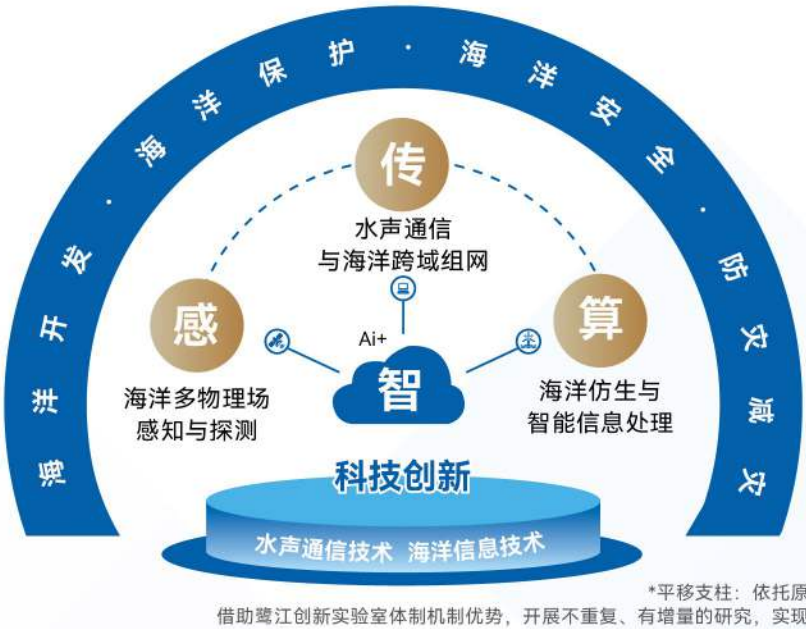 海洋开发·海洋保护·海洋安全·防灾减灾
传
水声通信
与海洋跨域组网
感
海洋多物理场
感知与探测
Ai+
智
算
海洋仿生与
智能信息处理
科技创新
水声通信技术 海洋信息技术
*平移支柱：依托原
借助鹭江创新实验室体制机制优势，开展不重复、有增量的研究，实现